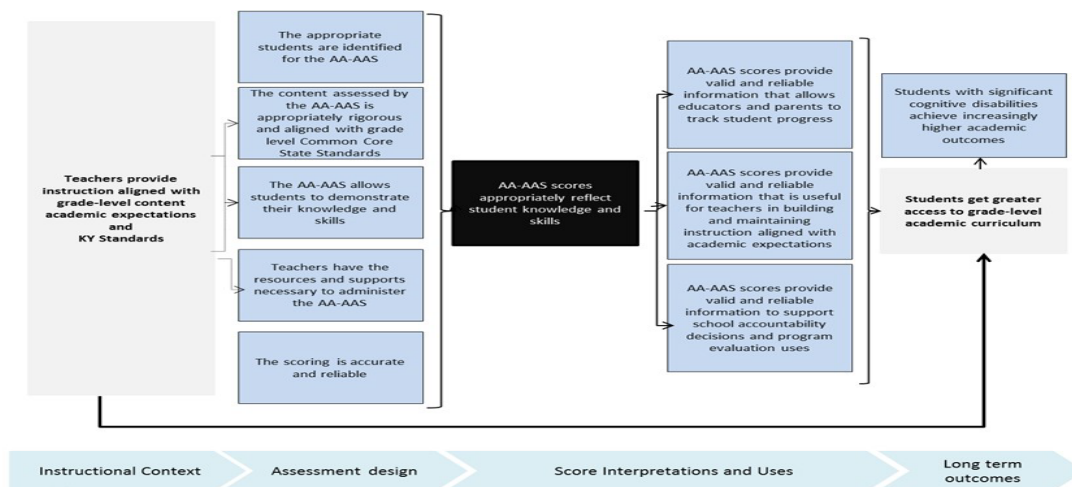 Teachers provide
instruction aligned with
grade-level content
academic expectations
and
KY Standards
The appropriate
students are identified
for the AA-AAS
The content assessed by
the AA-AAS is
appropriately rigorous
and aligned with grade
level Common Core
State Standards
The AA-AAS allows
students to demonstrate
their knowledge and
skills
Teachers have the
resources and supports
necessary to administer
the AA-AAS
The scoring is accurate
and reliable
AA-AAS scores
appropriately reflect
student knowledge and
skills
AA-AAS scores provide
valid and reliable
information that allows
educators and parents to
track student progress
AA-AAS scores provide
valid and reliable
information that is useful
for teachers in building
and maintaining
instruction aligned with
academic expectations
AA-AAS scores provide
valid and reliable
information to support
school accountability
decisions and program
evaluation uses
Students with significant
cognitive disabilities
achieve increasingly
higher academic
outcomes
Students get greater
access to grade-level
academic curriculum
Instructional Context
Assessment design
Score Interpretations and Uses
Long term
outcomes